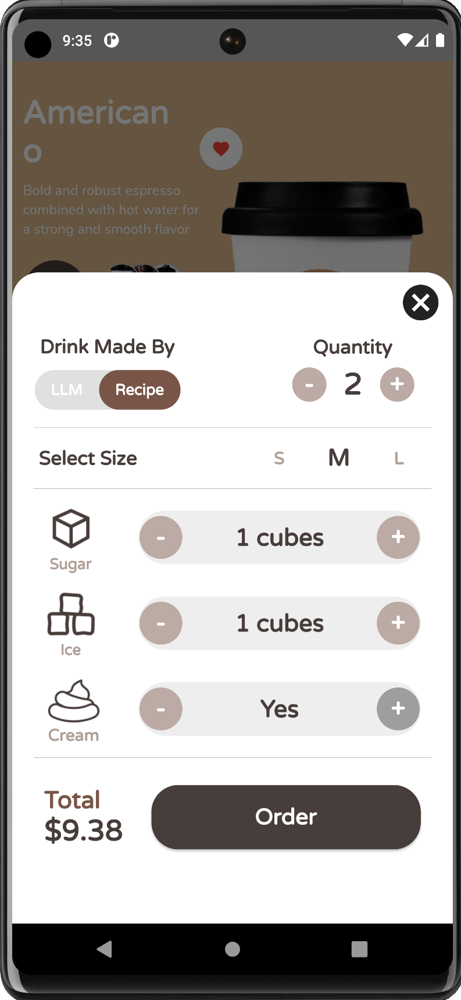 9:35
American
o
Bold and robust espresso
combined with hot water for
a strong and smooth flavor
Drink Made By
Quantity
LLM Recipe
- 2 +
Select Size
S M L
- 1 cubes +
Sugar
- 1 cubes +
Ice
- Yes +
Cream
Total
$9.38
Order